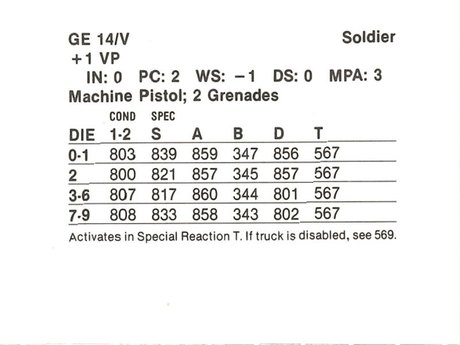 GE 14/V Soldier
+1 VP
IN: 0 PC: 2 WS: −1 DS: 0 MPA: 3
Machine Pistol; 2 Grenades
COND SPEC
DIE 1-2 S A B D T
0-1 803 839 859 347 856 567
2 800 821 857 345 857 567
3-6 807 817 860 344 801 567
7-9 808 833 858 343 802 567
Activates in Special Reaction T. If truck is disabled, see 569.